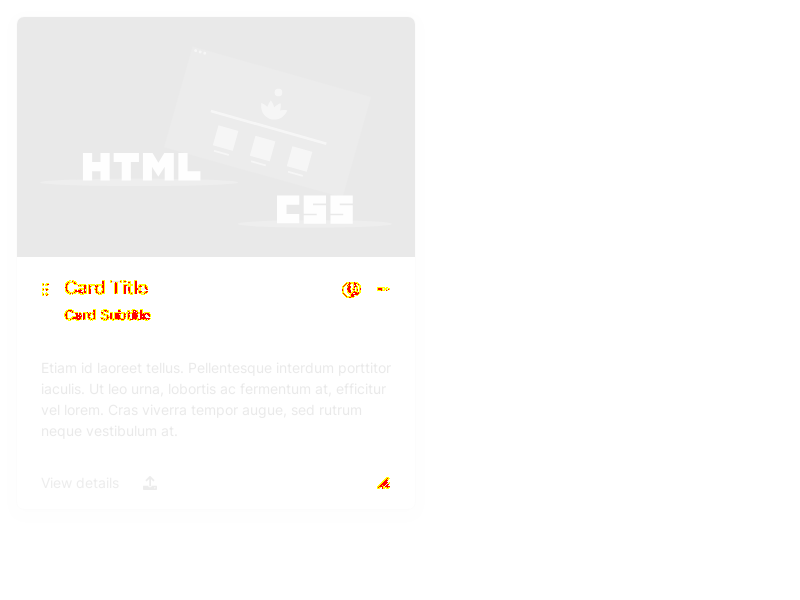 HTML
CSS
Card Title
Card Subtitle
Etiam id laoreet tellus. Pellentesque interdum porttitor
iaculis. Ut leo urna, lobortis ac fermentum at, efficitur
vel lorem. Cras viverra tempor augue, sed rutrum
neque vestibulum at.
View details